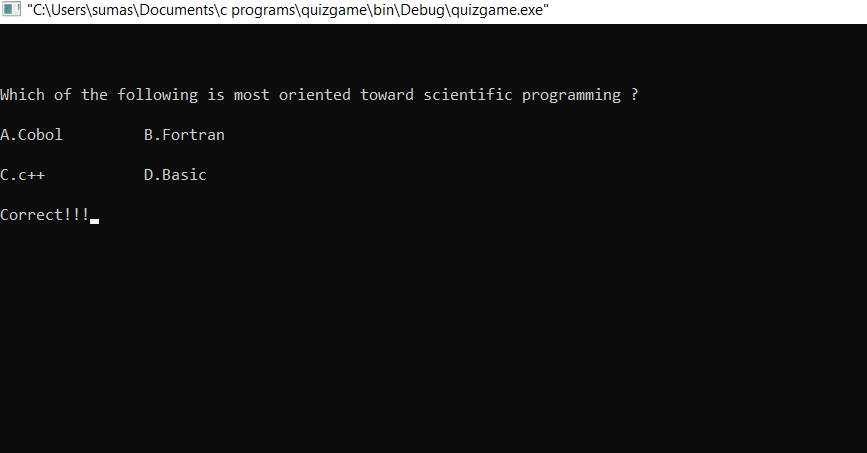 "C:\Users\sumas\Documents\c programs\quizgame\bin\Debug\quizgame.exe"
Which of the following is most oriented toward scientific programming ?
A.Cobol         B.Fortran
C.c++           D.Basic
Correct!!!